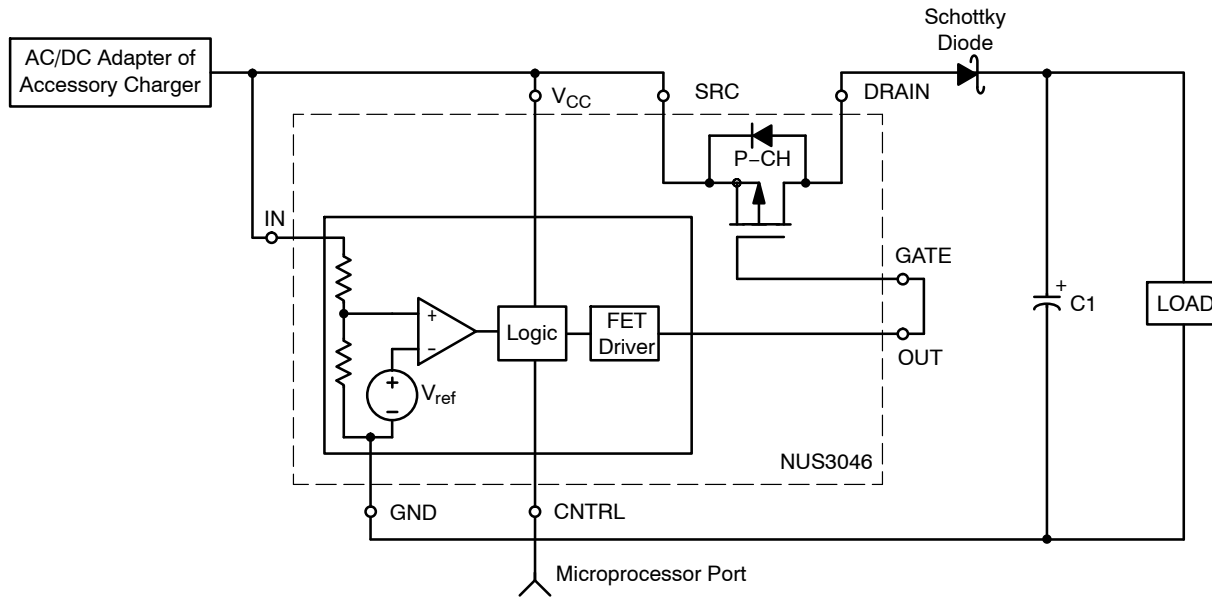 Schottky
Diode
AC/DC Adapter of
Accessory Charger
V_CC
SRC
DRAIN
P−CH
IN
GATE
+
−
Logic
FET
Driver
OUT
+
C1
LOAD
+
−
V_ref
NUS3046
GND
CNTRL
Microprocessor Port